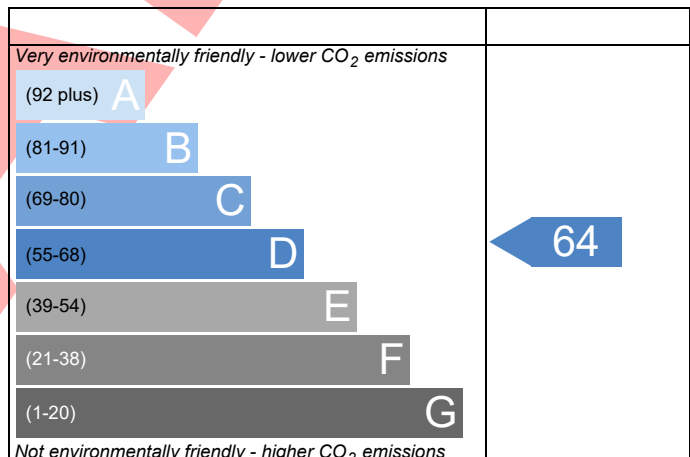 Very environmentally friendly - lower CO2 emissions
(92 plus) A
(81-91) B
(69-80) C
(55-68) D
64
(39-54) E
(21-38) F
(1-20) G
Not environmentally friendly - higher CO2 emissions